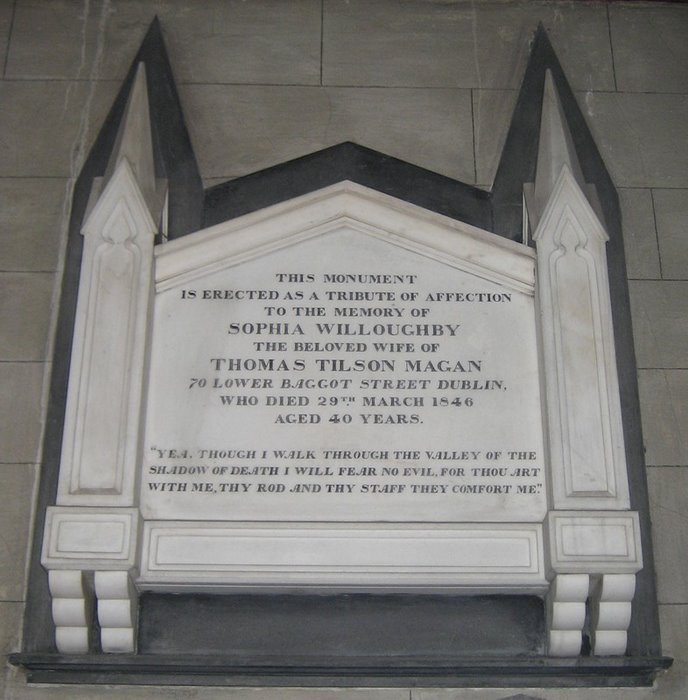 THIS MONUMENT
IS ERECTED AS A TRIBUTE OF AFFECTION
TO THE MEMORY OF
SOPHIA WILLOUGHBY
THE BELOVED WIFE OF
THOMAS TILSON MAGAN
70 LOWER BAGGOT STREET DUBLIN,
WHO DIED 29TH MARCH 1846
AGED 40 YEARS.
"YEA, THOUGH I WALK THROUGH THE VALLEY OF THE
SHADOW OF DEATH I WILL FEAR NO EVIL, FOR THOU ART
WITH ME, THY ROD AND THY STAFF THEY COMFORT ME."